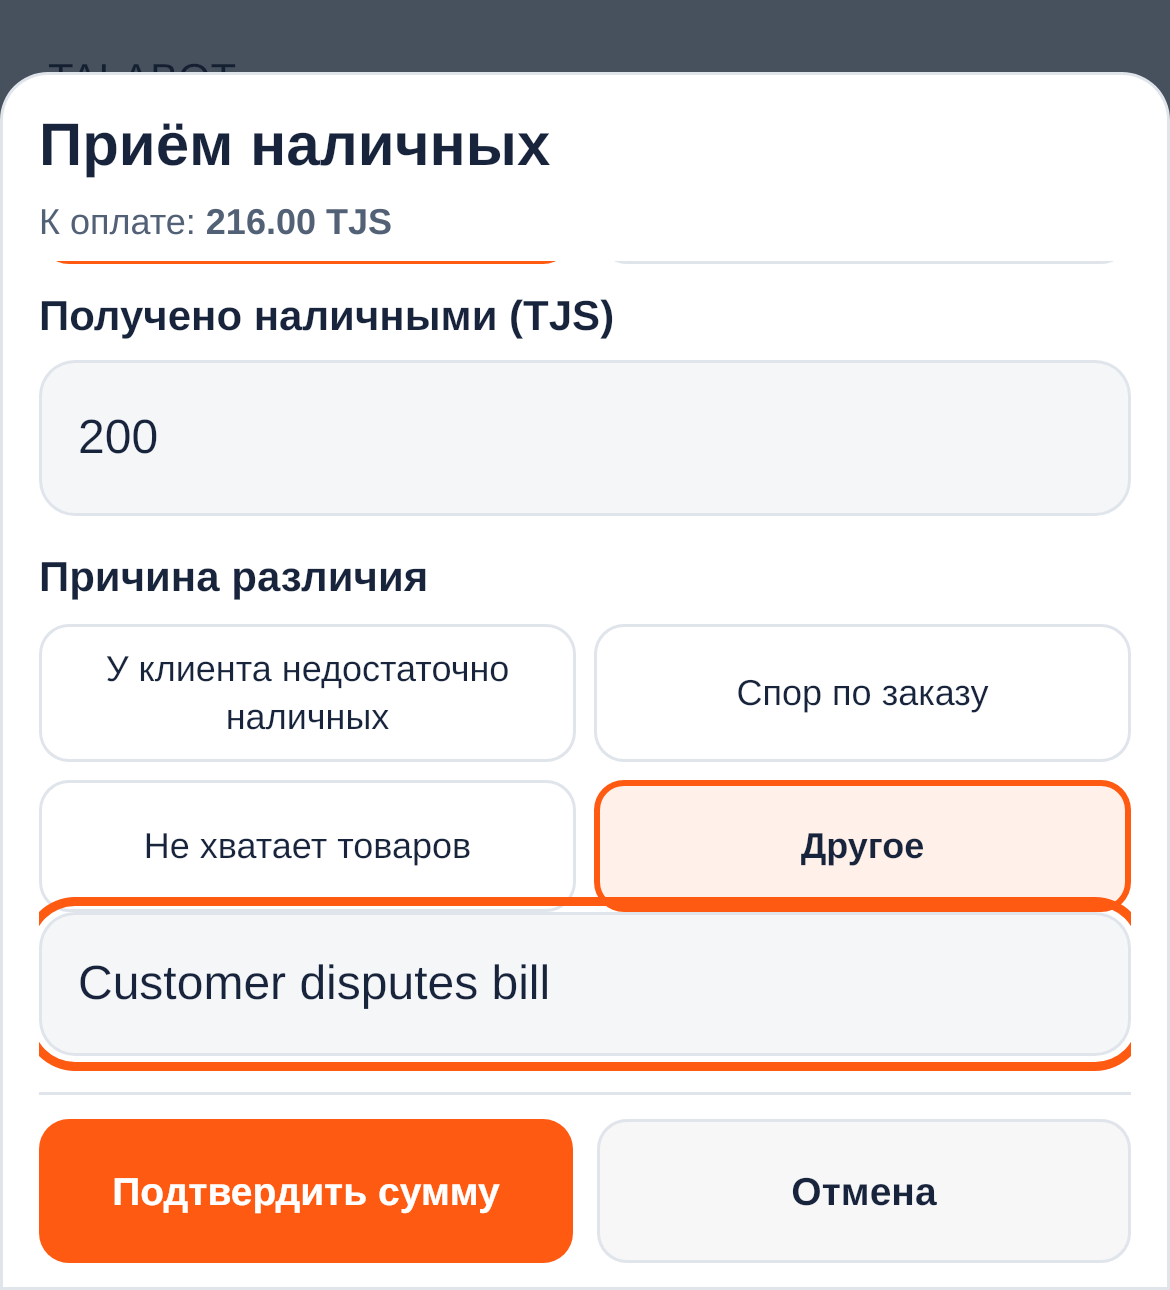 Приём наличных
К оплате: 216.00 TJS
Получено наличными (TJS)
200
Причина различия
У клиента недостаточно
наличных
Спор по заказу
Не хватает товаров
Другое
Customer disputes bill
Подтвердить сумму
Отмена